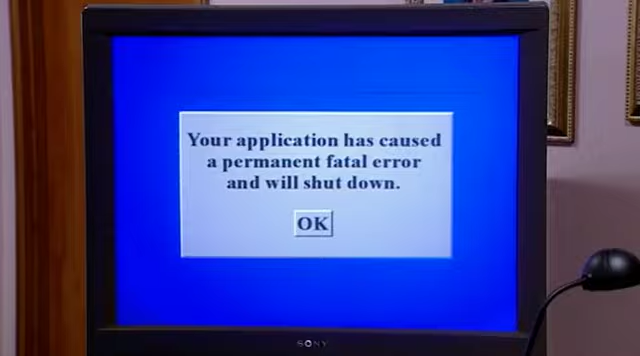 Your application has caused
a permanent fatal error
and will shut down.
OK
SONY